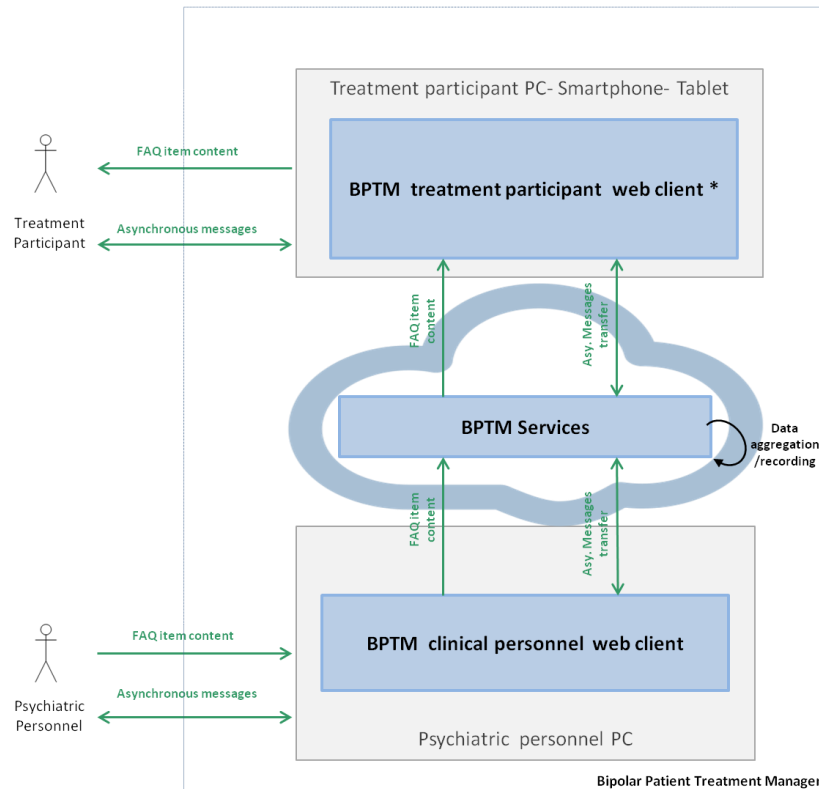 Treatment participant PC- Smartphone- Tablet
FAQ item content
BPTM treatment participant web client *
Treatment
Participant
Asynchronous messages
FAQ item
content
Asy, Messages
transfer
BPTM Services
Data
aggregation
/recording
FAQ item
content
Asy, Messages
transfer
FAQ item content
BPTM clinical personnel web client
Asynchronous messages
Psychiatric
Personnel
Psychiatric personnel PC
Bipolar Patient Treatment Manager